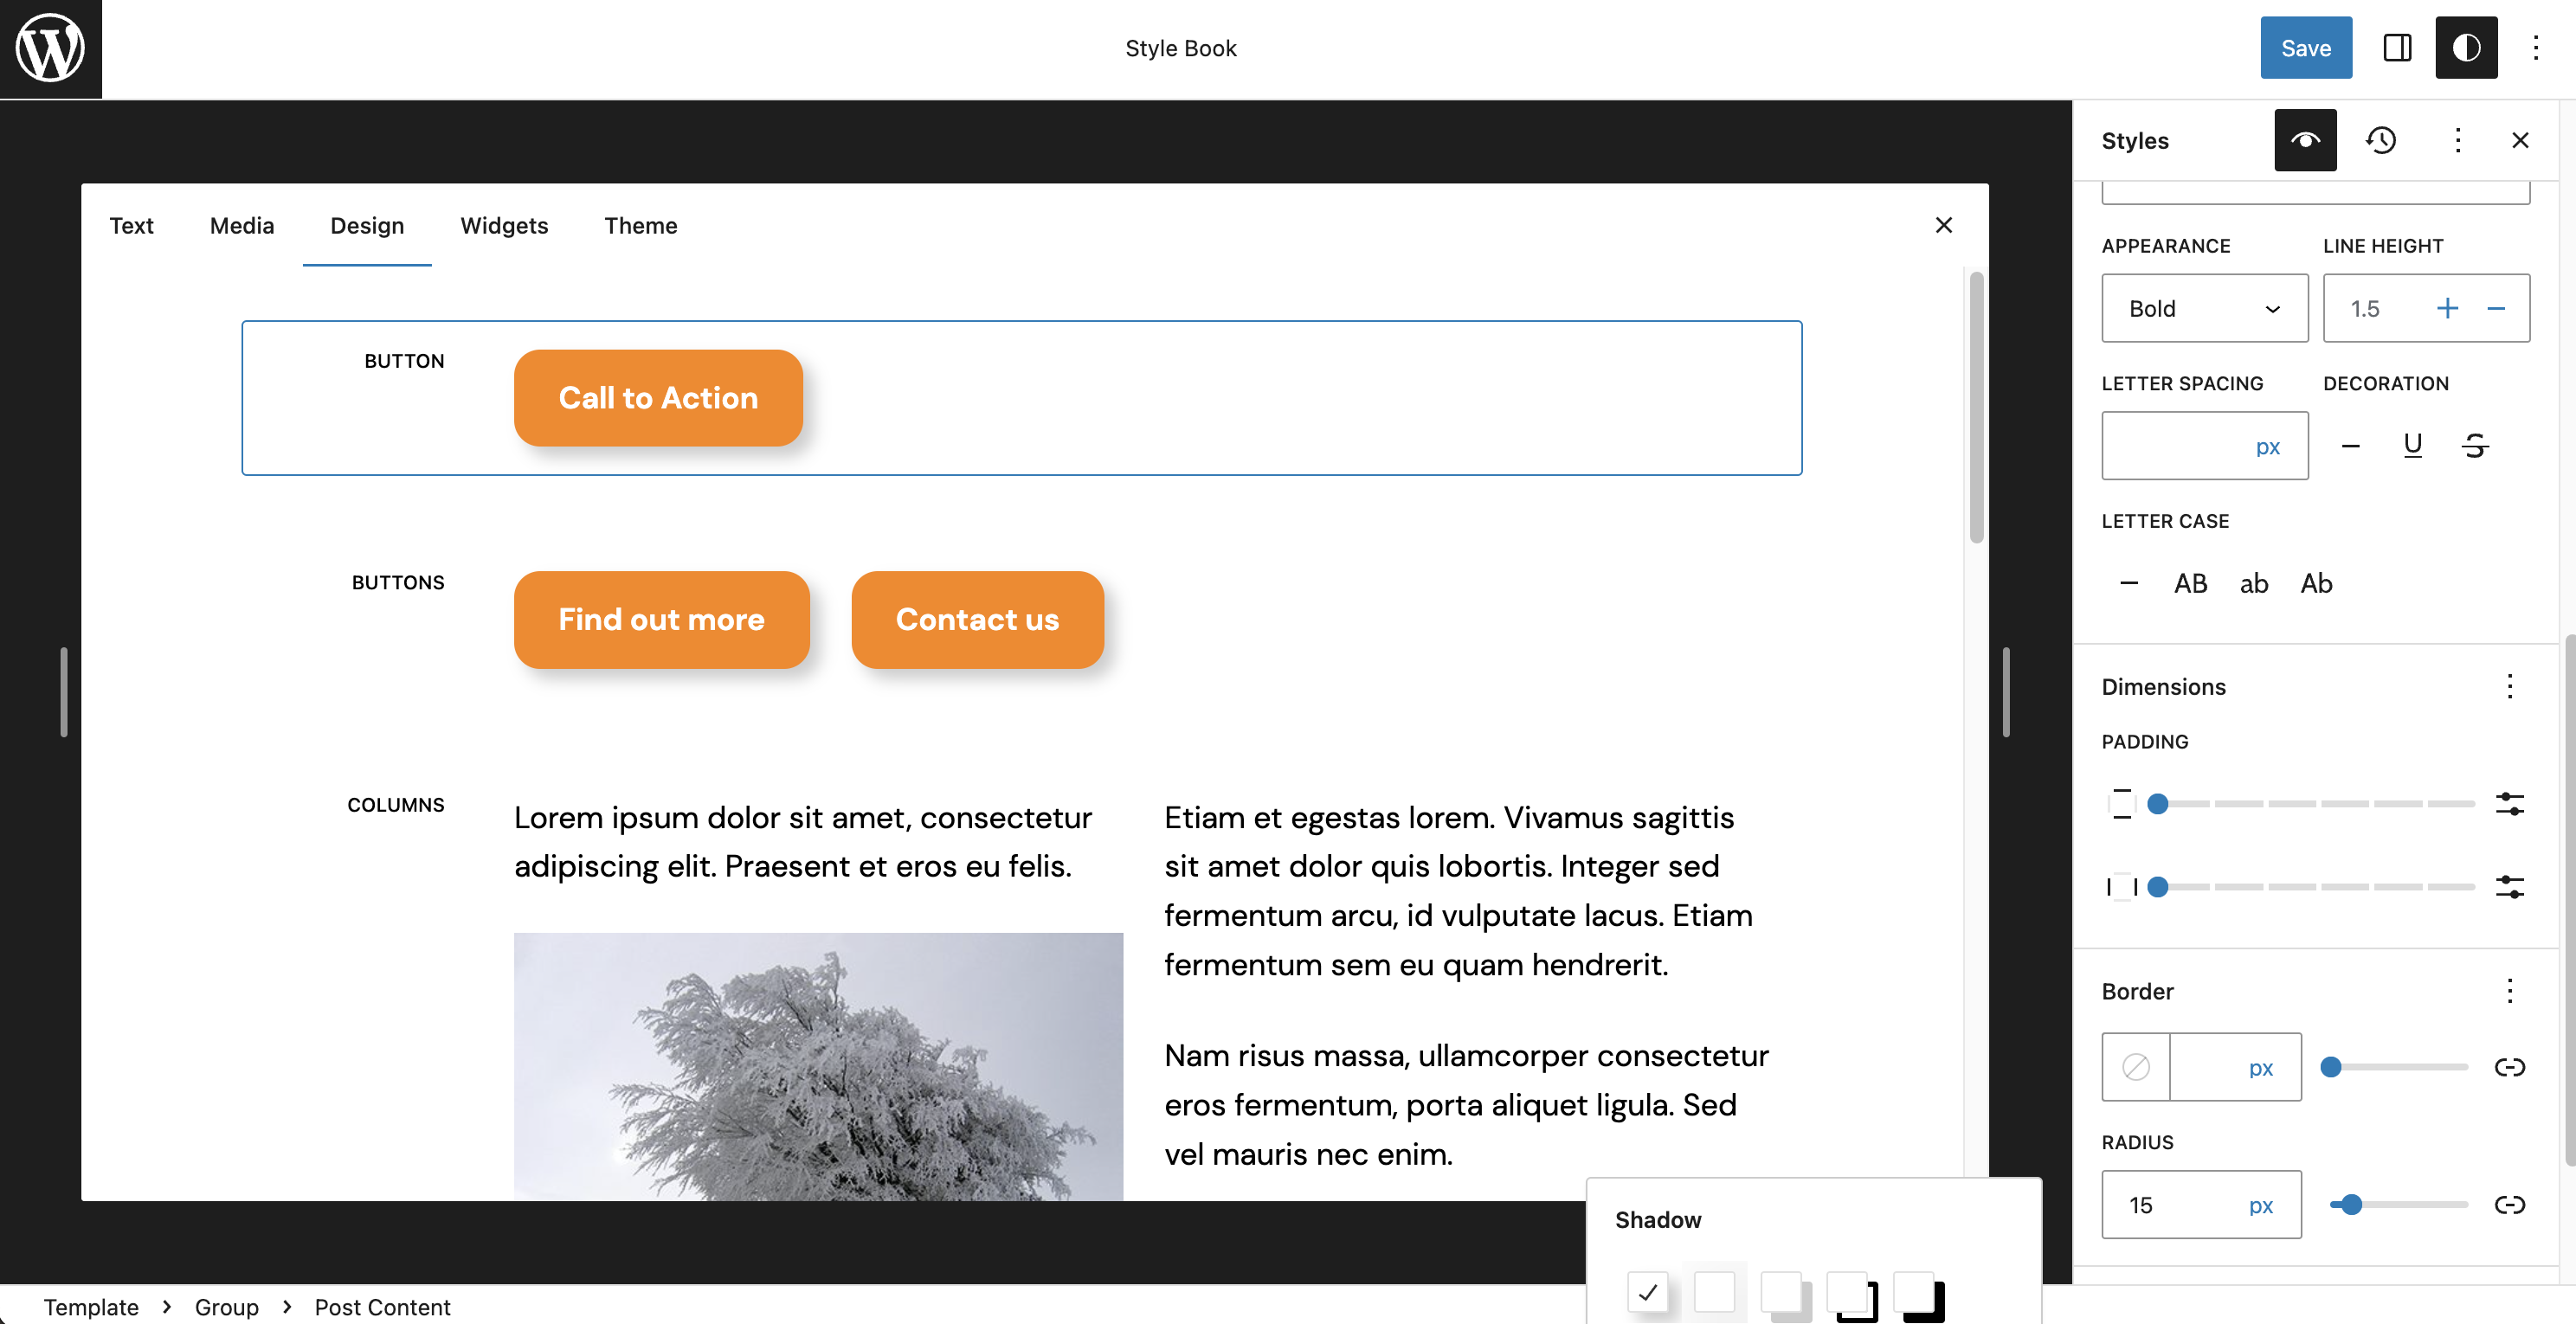 Style Book
Save
Text Media Design Widgets Theme
BUTTON
Call to Action
BUTTONS
Find out more Contact us
COLUMNS
Lorem ipsum dolor sit amet, consectetur
adipiscing elit. Praesent et eros eu felis.
Etiam et egestas lorem. Vivamus sagittis
sit amet dolor quis lobortis. Integer sed
fermentum arcu, id vulputate lacus. Etiam
fermentum sem eu quam hendrerit.
Nam risus massa, ullamcorper consectetur
eros fermentum, porta aliquet ligula. Sed
vel mauris nec enim.
Styles
APPEARANCE LINE HEIGHT
Bold 1.5
LETTER SPACING DECORATION
px U S
LETTER CASE
AB ab Ab
Dimensions
PADDING
Border
px
RADIUS
15 px
Shadow
Template > Group > Post Content